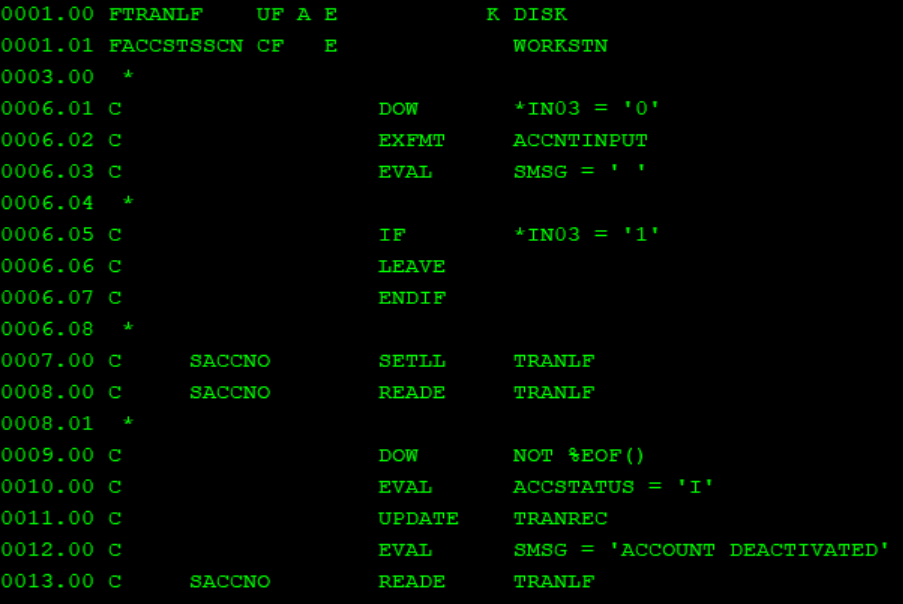 0001.00 FTRANLF    UF A E           K DISK
0001.01 FACCSTSSCN CF   E             WORKSTN
0003.00  *
0006.01 C                   DOW       *IN03 = '0'
0006.02 C                   EXFMT     ACCNTINPUT
0006.03 C                   EVAL      SMSG = ' '
0006.04  *
0006.05 C                   IF        *IN03 = '1'
0006.06 C                   LEAVE
0006.07 C                   ENDIF
0006.08  *
0007.00 C     SACCNO        SETLL     TRANLF
0008.00 C     SACCNO        READE     TRANLF
0008.01  *
0009.00 C                   DOW       NOT %EOF()
0010.00 C                   EVAL      ACCSTATUS = 'I'
0011.00 C                   UPDATE    TRANREC
0012.00 C                   EVAL      SMSG = 'ACCOUNT DEACTIVATED'
0013.00 C     SACCNO        READE     TRANLF